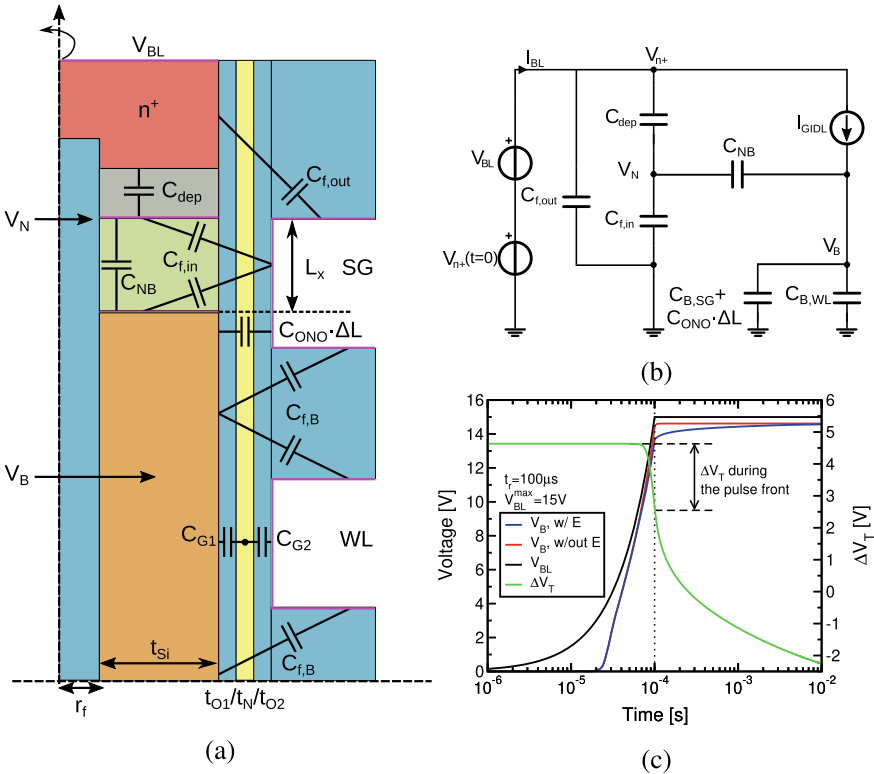 V_BL
n⁺
C_dep
C_f,out
V_N
C_NB
C_f,in
L_x
SG
C_ONO·ΔL
C_f,B
V_B
C_G1
C_G2
WL
t_Si
C_f,B
r_f
t_O1/t_N/t_O2
(a)
I_BL
V_n+
C_dep
I_GIDL
C_NB
V_BL
V_N
C_f,out
C_f,in
V_n+(t=0)
V_B
C_B,SG+
C_ONO·ΔL
C_B,WL
(b)
16
14
12
10
8
6
4
2
0
Voltage [V]
t_r=100μs
V_BL^max=15V
V_B, w/ E
V_B, w/out E
V_BL
ΔV_T
ΔV_T during
the pulse front
6
5
4
3
2
1
0
-1
-2
ΔV_T [V]
10⁻⁶
10⁻⁵
10⁻⁴
10⁻³
10⁻²
Time [s]
(c)